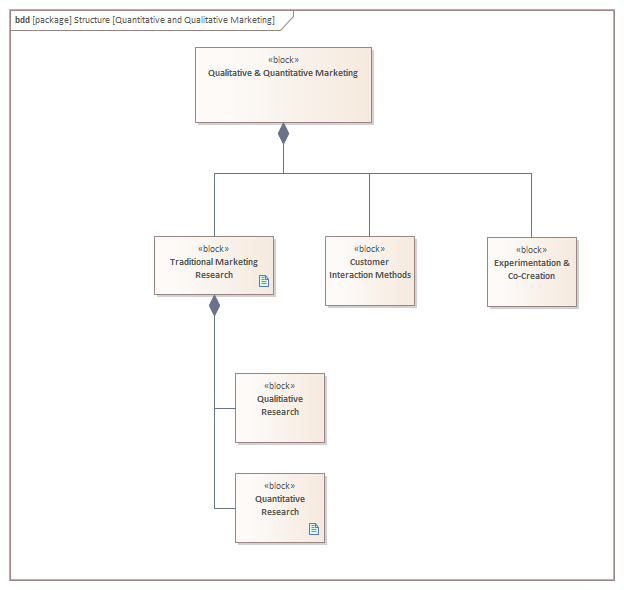 bdd [package] Structure [Quantitative and Qualitative Marketing]
«block»
Qualitative & Quantitative Marketing
«block»
Traditional Marketing
Research
«block»
Customer
Interaction Methods
«block»
Experimentation &
Co-Creation
«block»
Qualitiative
Research
«block»
Quantitative
Research